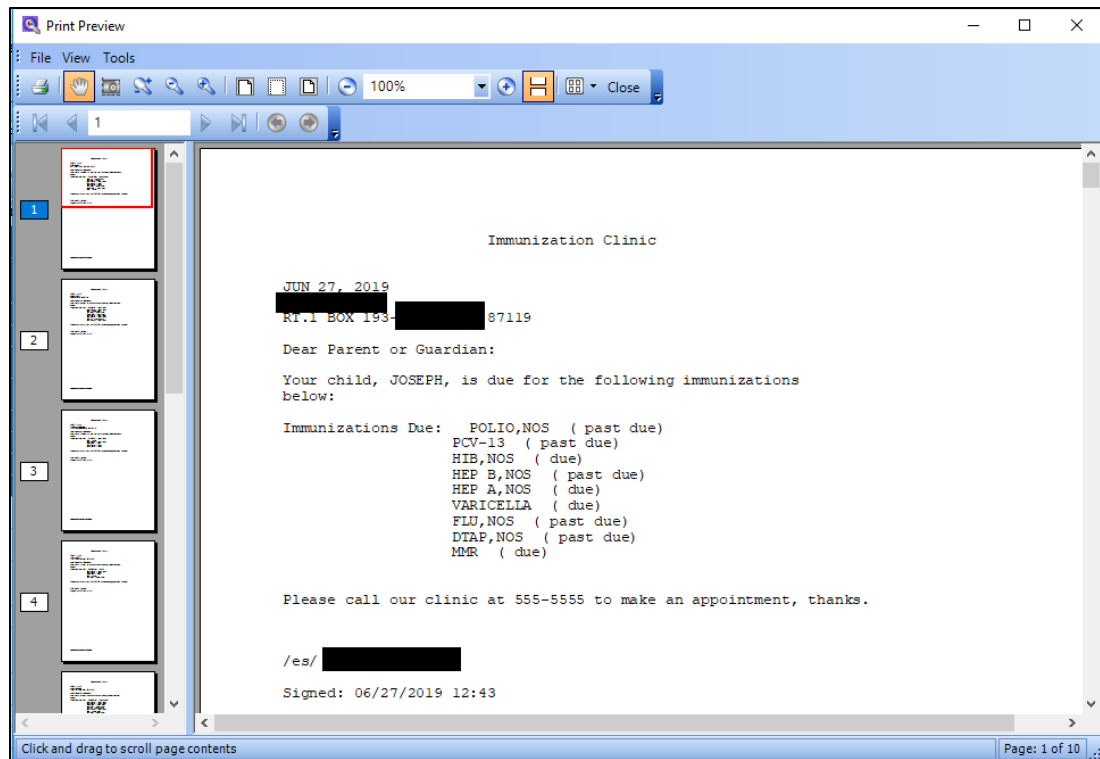 Print Preview
File View Tools
100% Close
1
1
2
3
4
Immunization Clinic
JUN 27, 2019
RT.1 BOX 193- 87119
Dear Parent or Guardian:
Your child, JOSEPH, is due for the following immunizations
below:
Immunizations Due: POLIO,NOS ( past due)
PCV-13 ( past due)
HIB,NOS ( due)
HEP B,NOS ( past due)
HEP A,NOS ( due)
VARICELLA ( due)
FLU,NOS ( past due)
DTAP,NOS ( past due)
MMR ( due)
Please call our clinic at 555-5555 to make an appointment, thanks.
/es/
Signed: 06/27/2019 12:43
Click and drag to scroll page contents
Page: 1 of 10